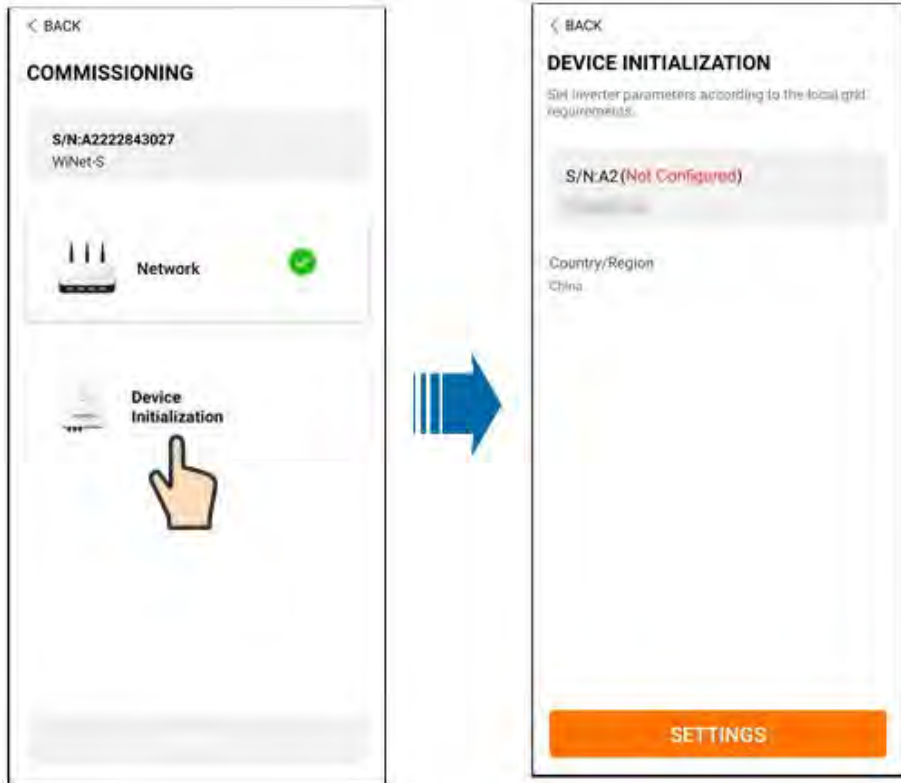 < BACK
COMMISSIONING
S/N:A2222843027
WiNet-S
Network
Device
Initialization
< BACK
DEVICE INITIALIZATION
Set inverter parameters according to the local grid
requirements.
S/N:A2 (Not Configured)
Country/Region
China
SETTINGS